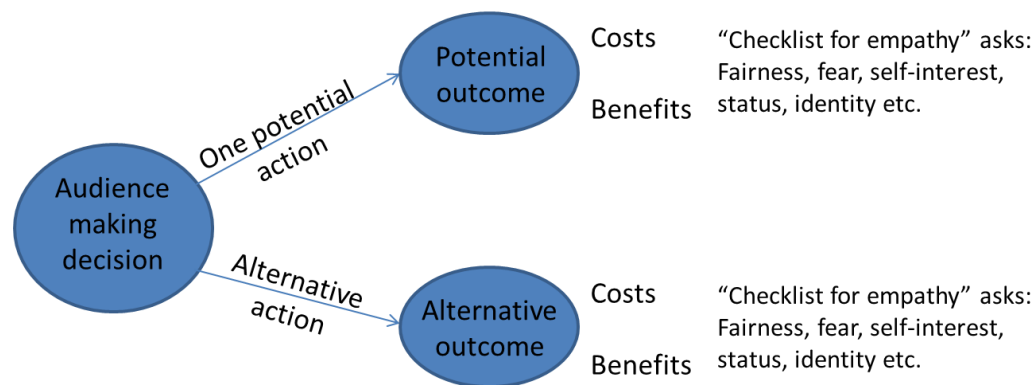 Audience
making
decision
One potential
action
Potential
outcome
Costs
Benefits
“Checklist for empathy” asks:
Fairness, fear, self-interest,
status, identity etc.
Alternative
action
Alternative
outcome
Costs
Benefits
“Checklist for empathy” asks:
Fairness, fear, self-interest,
status, identity etc.